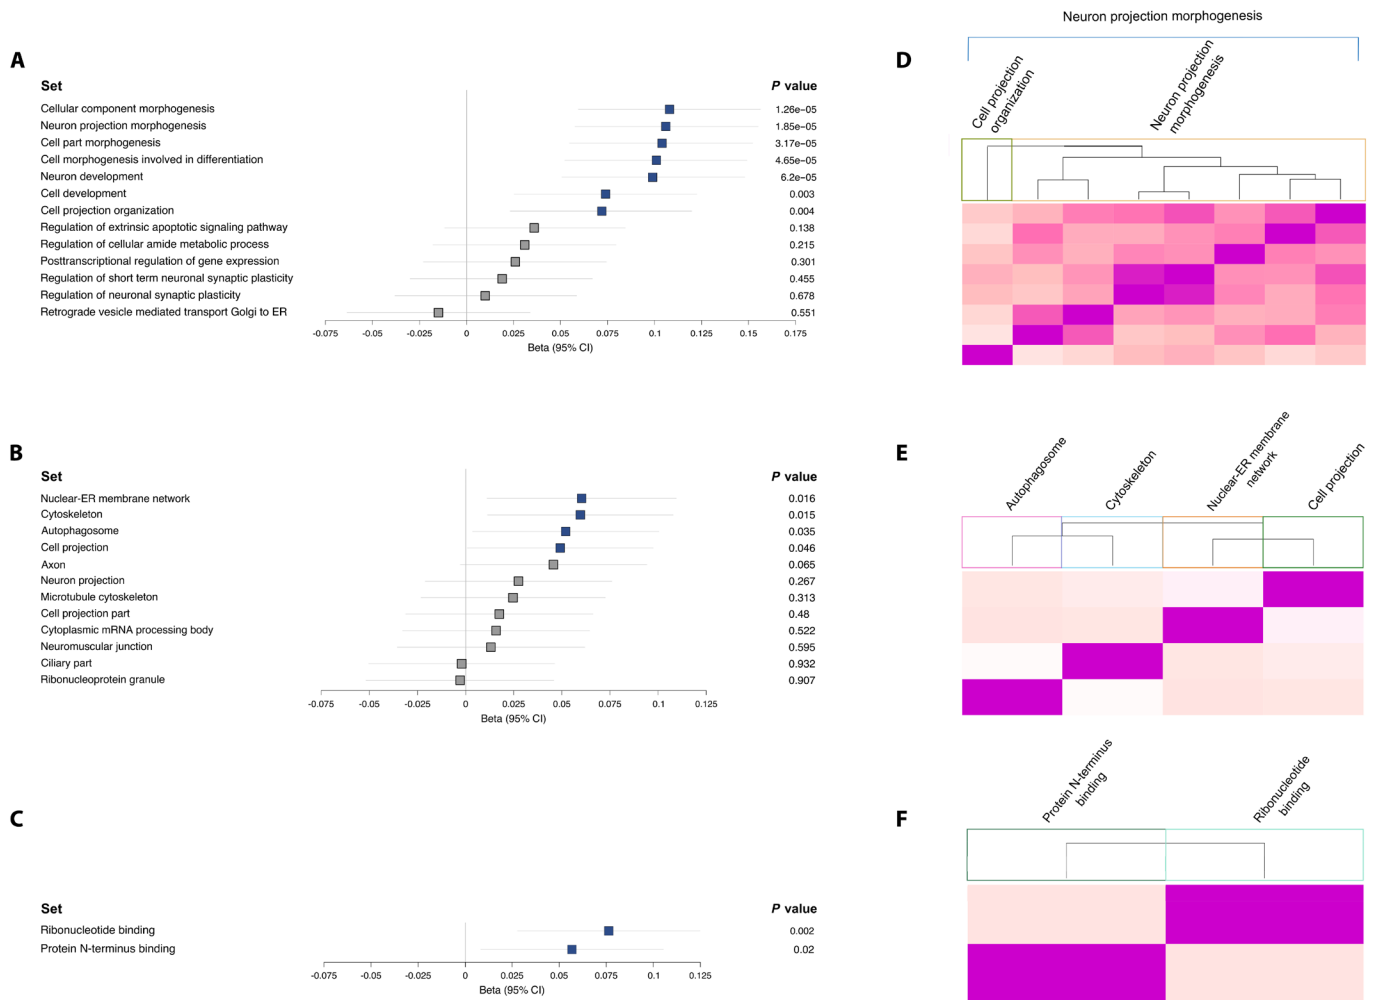 A
Set P value
Cellular component morphogenesis 1.26e−05
Neuron projection morphogenesis 1.85e−05
Cell part morphogenesis 3.17e−05
Cell morphogenesis involved in differentiation 4.65e−05
Neuron development 6.2e−05
Cell development 0.003
Cell projection organization 0.004
Regulation of extrinsic apoptotic signaling pathway 0.138
Regulation of cellular amide metabolic process 0.215
Posttranscriptional regulation of gene expression 0.301
Regulation of short term neuronal synaptic plasticity 0.455
Regulation of neuronal synaptic plasticity 0.678
Retrograde vesicle mediated transport Golgi to ER 0.551
-0.075 -0.05 -0.025 0 0.025 0.05 0.075 0.1 0.125 0.15 0.175
Beta (95% CI)
B
Set P value
Nuclear-ER membrane network 0.016
Cytoskeleton 0.015
Autophagosome 0.035
Cell projection 0.046
Axon 0.065
Neuron projection 0.267
Microtubule cytoskeleton 0.313
Cell projection part 0.48
Cytoplasmic mRNA processing body 0.522
Neuromuscular junction 0.595
Ciliary part 0.932
Ribonucleoprotein granule 0.907
-0.075 -0.05 -0.025 0 0.025 0.05 0.075 0.1 0.125
Beta (95% CI)
C
Set P value
Ribonucleotide binding 0.002
Protein N-terminus binding 0.02
-0.075 -0.05 -0.025 0 0.025 0.05 0.075 0.1 0.125
Beta (95% CI)
D
Neuron projection morphogenesis
Cell projection
organization
Neuron projection
morphogenesis
E
Autophagosome
Cytoskeleton
Nuclear-ER membrane
network
Cell projection
F
Protein N-terminus
binding
Ribonucleotide
binding